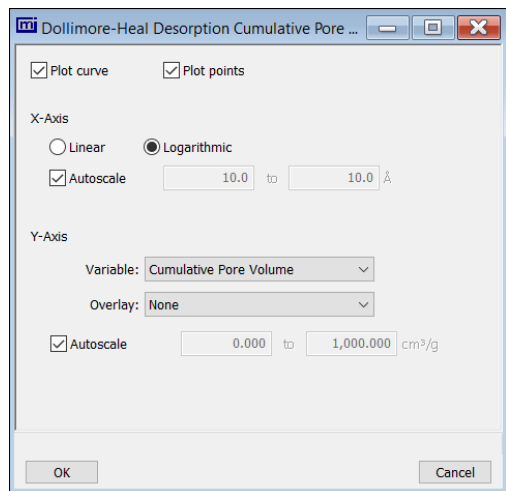 mi Dollimore-Heal Desorption Cumulative Pore ...
Plot curve Plot points
X-Axis
Linear Logarithmic
Autoscale 10.0 to 10.0 Å
Y-Axis
Variable: Cumulative Pore Volume
Overlay: None
Autoscale 0.000 to 1,000.000 cm³/g
OK Cancel